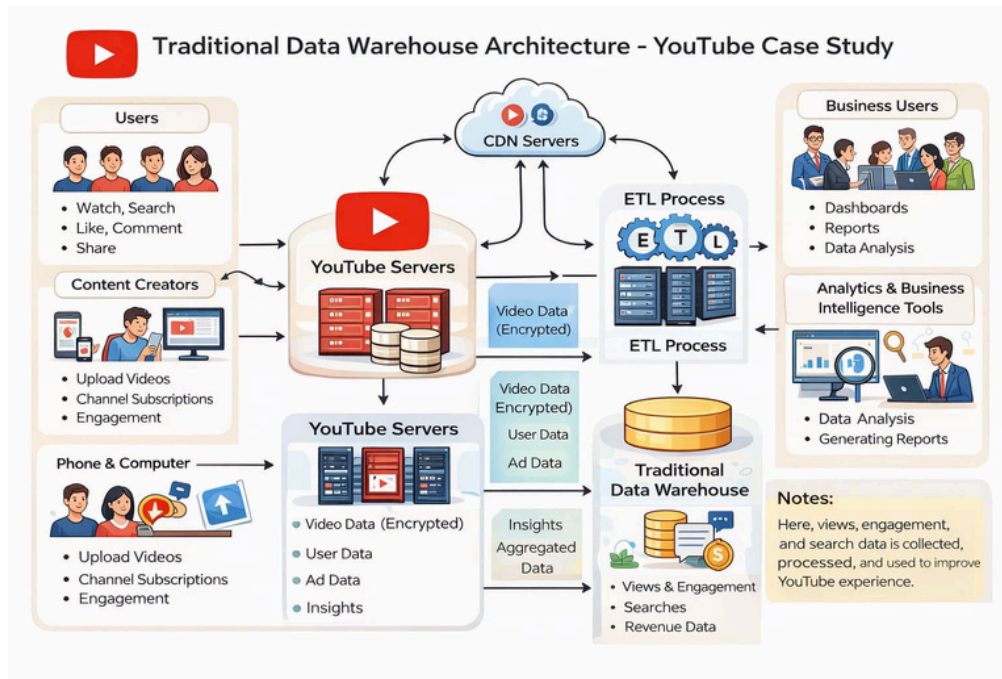 Traditional Data Warehouse Architecture - YouTube Case Study
Users
• Watch, Search
• Like, Comment
• Share
Content Creators
• Upload Videos
• Channel Subscriptions
• Engagement
Phone & Computer
• Upload Videos
• Channel Subscriptions
• Engagement
CDN Servers
YouTube Servers
YouTube Servers
• Video Data (Encrypted)
• User Data
• Ad Data
• Insights
Video Data
(Encrypted)
Video Data
Encrypted)
User Data
Ad Data
Insights
Aggregated
Data
ETL Process
E T L
ETL Process
Traditional
Data Warehouse
• Views & Engagement
• Searches
• Revenue Data
Business Users
• Dashboards
• Reports
• Data Analysis
Analytics & Business
Intelligence Tools
• Data Analysis
• Generating Reports
Notes:
Here, views, engagement,
and search data is collected,
processed, and used to improve
YouTube experience.